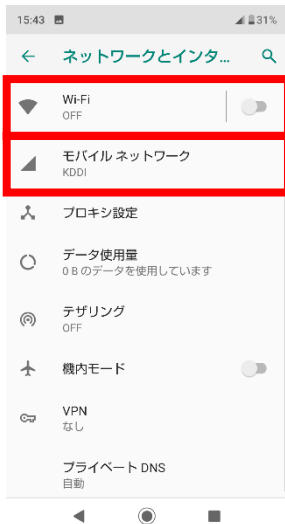 15:43 31%
ネットワークとインタ...
Wi-Fi
OFF
モバイル ネットワーク
KDDI
プロキシ設定
データ使用量
0 B のデータを使用しています
テザリング
OFF
機内モード
VPN
なし
プライベート DNS
自動